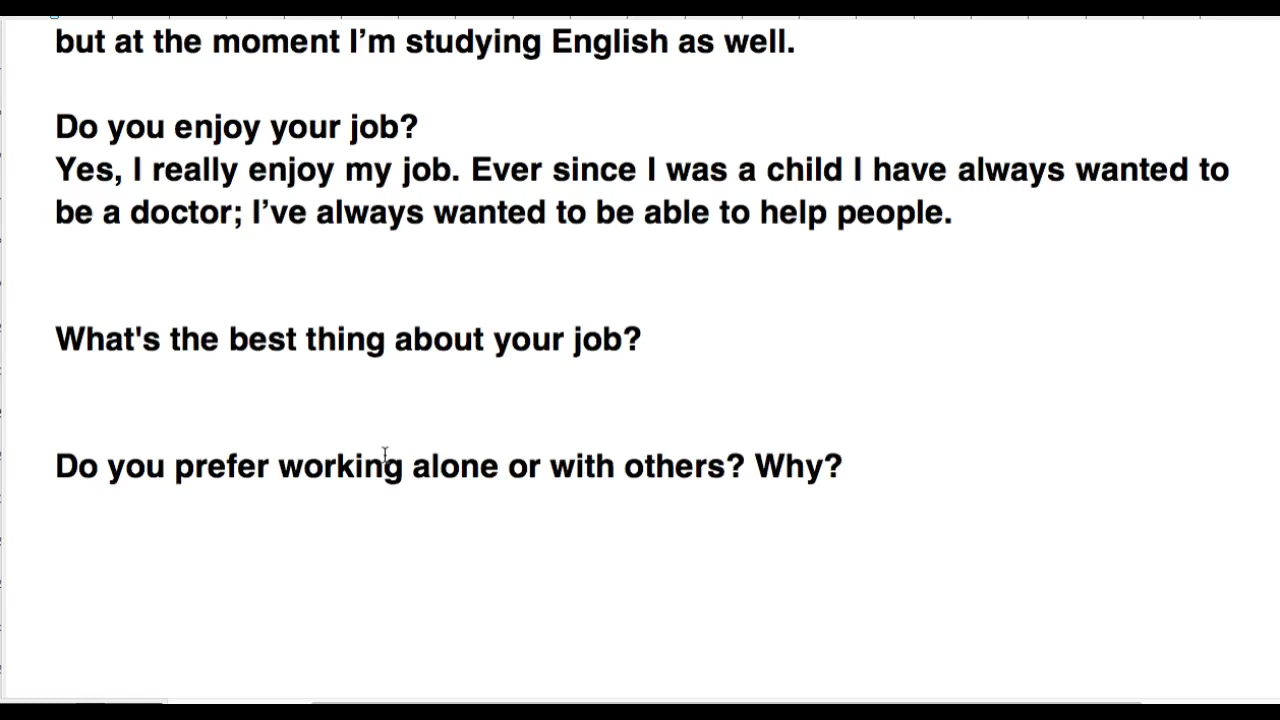 but at the moment I’m studying English as well.
Do you enjoy your job?
Yes, I really enjoy my job. Ever since I was a child I have always wanted to
be a doctor; I’ve always wanted to be able to help people.
What's the best thing about your job?
Do you prefer working alone or with others? Why?